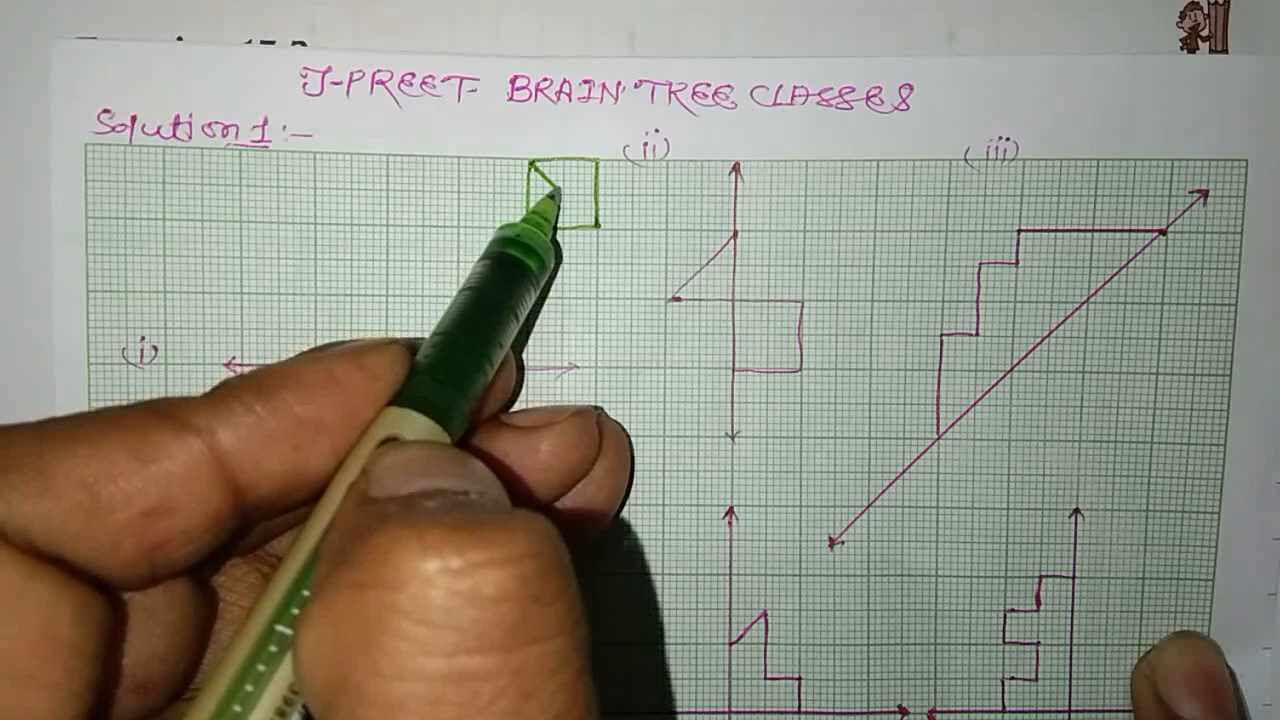 J-PREET BRAIN TREE CLASSES
Solution 1:-
(i)
(ii)
(iii)